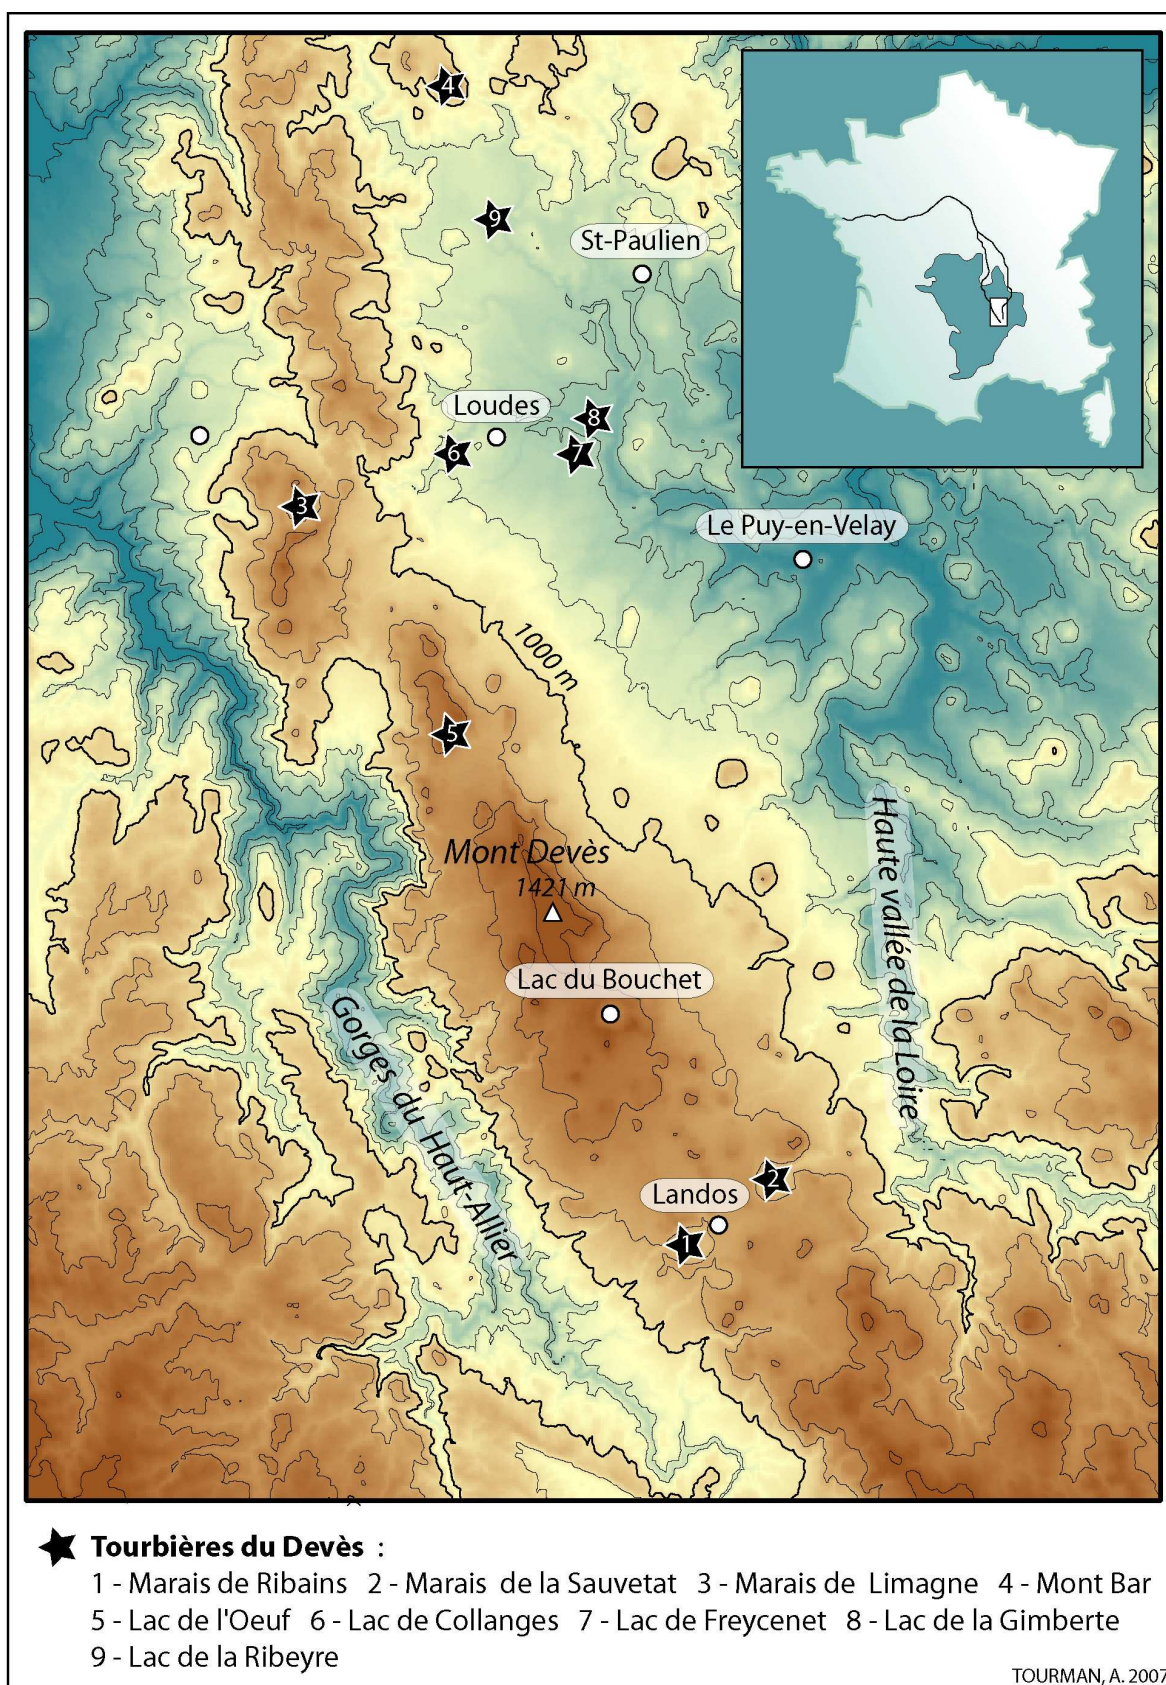 4
9
St-Paulien
Loudes
8
6
7
3
Le Puy-en-Velay
1000 m
5
Mont Devès
1421 m
Haute vallée de la Loire
Lac du Bouchet
Gorges du Haut-Allier
2
Landos
1
Tourbières du Devès :
1 - Marais de Ribains 2 - Marais de la Sauvetat 3 - Marais de Limagne 4 - Mont Bar
5 - Lac de l'Oeuf 6 - Lac de Collanges 7 - Lac de Freycenet 8 - Lac de la Gimberte
9 - Lac de la Ribeyre
TOURMAN, A. 2007